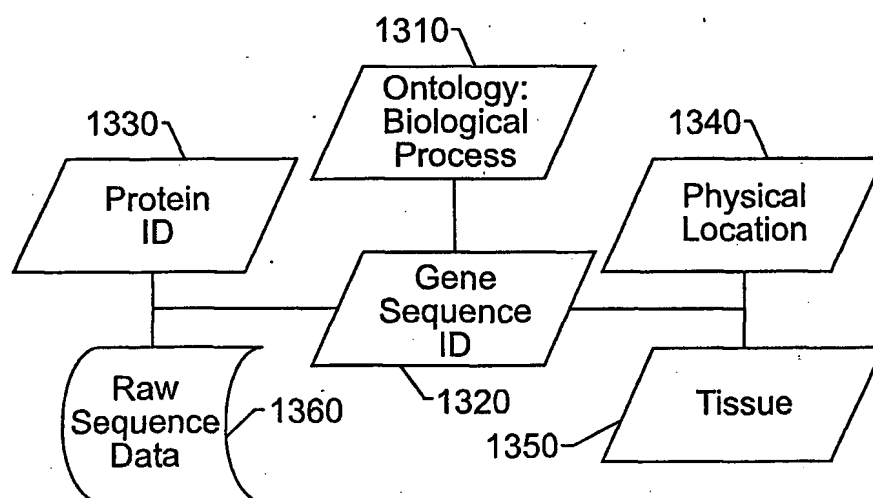 1310
Ontology:
Biological
Process
1330
Protein
ID
1340
Physical
Location
Gene
Sequence
ID
1320
Raw
Sequence
Data
1360
Tissue
1350